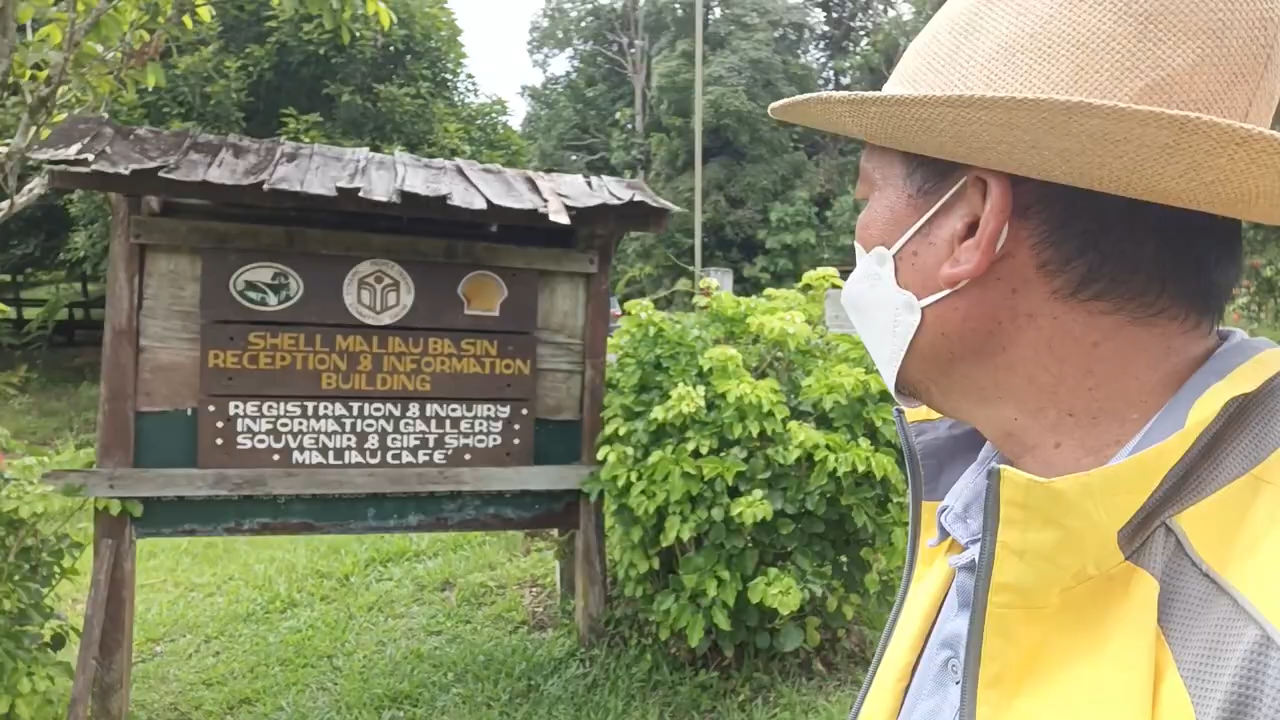 SHELL MALIAU BASIN
RECEPTION & INFORMATION
BUILDING
• REGISTRATION & INQUIRY •
• INFORMATION GALLERY •
• SOUVENIR & GIFT SHOP •
• MALIAU CAFE' •